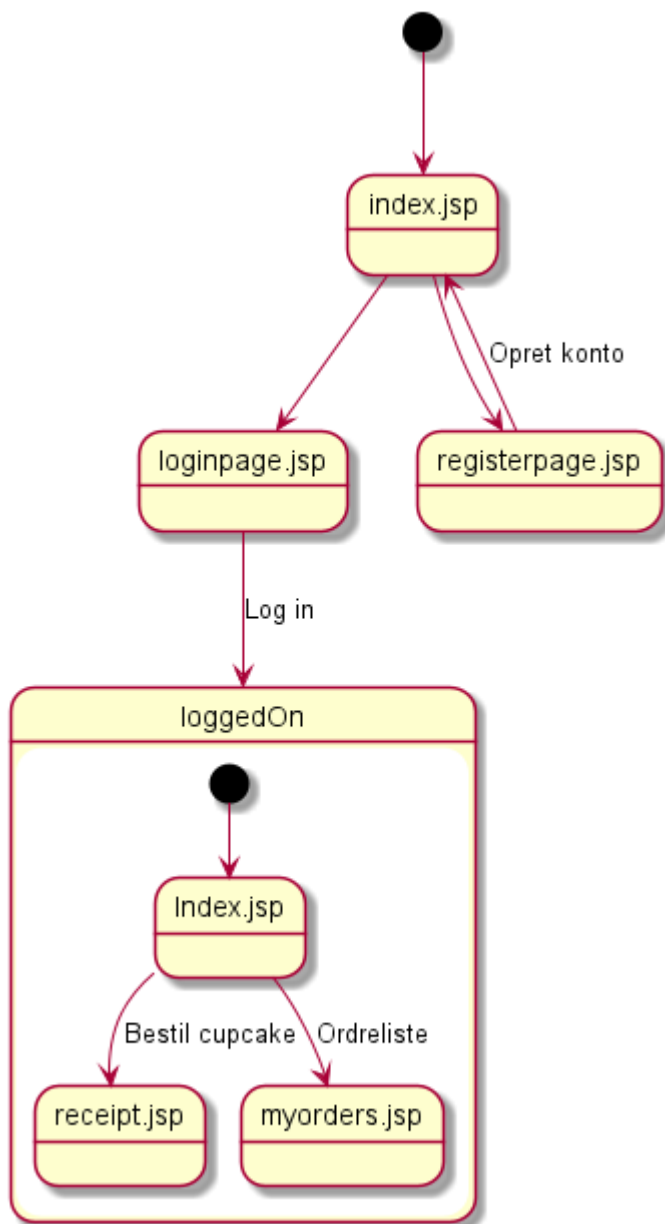 index.jsp
Opret konto
loginpage.jsp
registerpage.jsp
Log in
loggedOn
Index.jsp
Bestil cupcake
Ordreliste
receipt.jsp
myorders.jsp